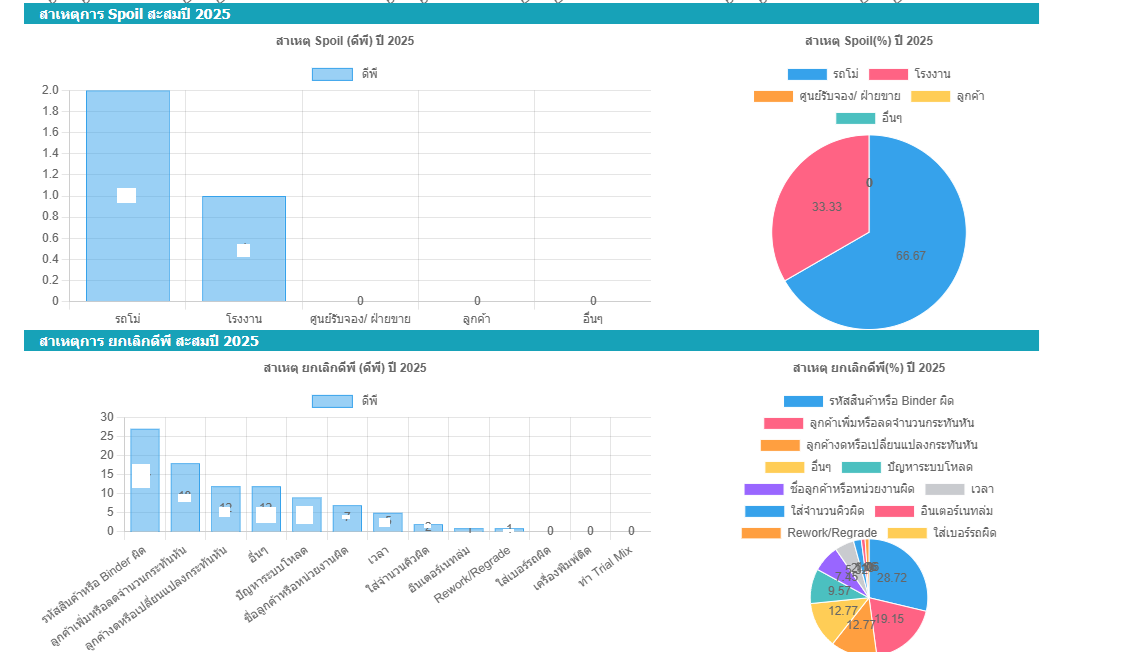 สาเหตุการ Spoil สะสมปี 2025
สาเหตุ Spoil (ดีพี) ปี 2025
ดีพี
2.0
1.8
1.6
1.4
1.2
1.0
0.8
0.6
0.4
0.2
0
0
0
0
รถโม่
โรงงาน
ศูนย์รับจอง/ ฝ่ายขาย
ลูกค้า
อื่นๆ
สาเหตุ Spoil(%) ปี 2025
รถโม่ โรงงาน
ศูนย์รับจอง/ ฝ่ายขาย ลูกค้า
อื่นๆ
0
33.33
66.67
สาเหตุการ ยกเลิกดีพี สะสมปี 2025
สาเหตุ ยกเลิกดีพี (ดีพี) ปี 2025
ดีพี
30
25
20
15
10
5
0
0
0
0
รหัสสินค้าหรือ Binder ผิด
ลูกค้าเพิ่มหรือลดจำนวนกระทันหัน
ลูกค้างดหรือเปลี่ยนแปลงกระทันหัน
อื่นๆ
ปัญหาระบบโหลด
ชื่อลูกค้าหรือหน่วยงานผิด
เวลา
ใส่จำนวนคิวผิด
อินเตอร์เนทล่ม
Rework/Regrade
ใส่เบอร์รถผิด
เครื่องพิมพ์ติด
ทำ Trial Mix
สาเหตุ ยกเลิกดีพี(%) ปี 2025
รหัสสินค้าหรือ Binder ผิด
ลูกค้าเพิ่มหรือลดจำนวนกระทันหัน
ลูกค้างดหรือเปลี่ยนแปลงกระทันหัน
อื่นๆ ปัญหาระบบโหลด
ชื่อลูกค้าหรือหน่วยงานผิด เวลา
ใส่จำนวนคิวผิด อินเตอร์เนทล่ม
Rework/Regrade ใส่เบอร์รถผิด
28.72
19.15
12.77
12.77
9.57
7.45